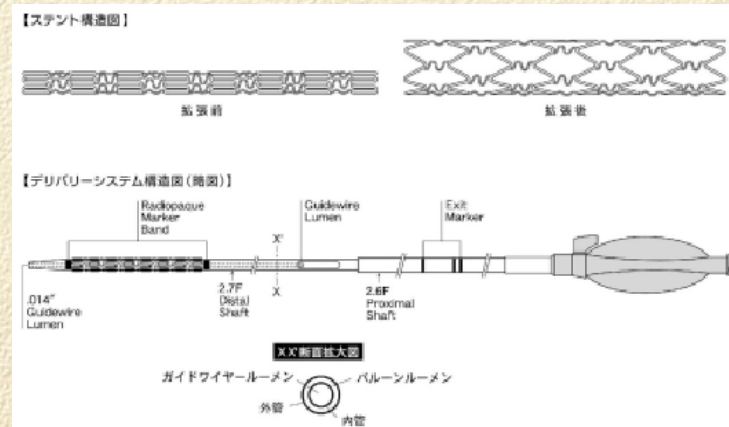 【ステント構造図】
拡張前
拡張後
【デリバリーシステム構造図(略図)】
Radiopaque
Marker
Band
Guidewire
Lumen
Exit
Marker
X'
X
.014"
Guidewire
Lumen
2.7F
Distal
Shaft
2.6F
Proximal
Shaft
XX'断面拡大図
ガイドワイヤールーメン
バルーンルーメン
外管
内管